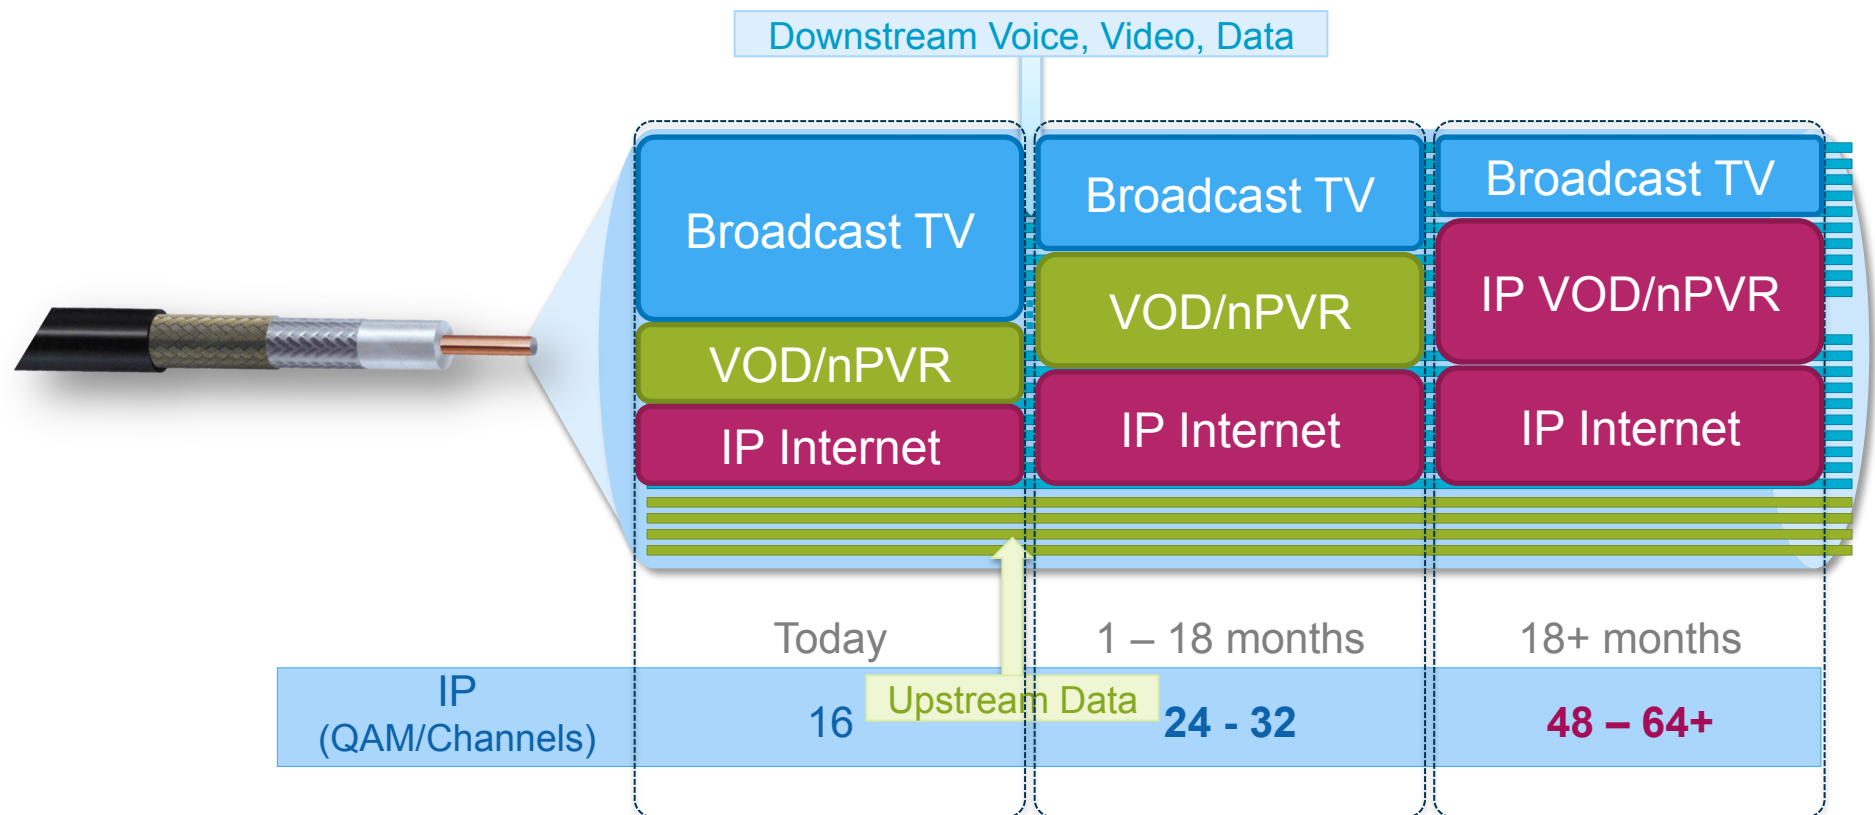 Downstream Voice, Video, Data
Broadcast TV
VOD/nPVR
IP Internet
Broadcast TV
VOD/nPVR
IP Internet
Broadcast TV
IP VOD/nPVR
IP Internet
Today
1 – 18 months
18+ months
IP
(QAM/Channels)
16
Upstream Data
24 - 32
48 – 64+